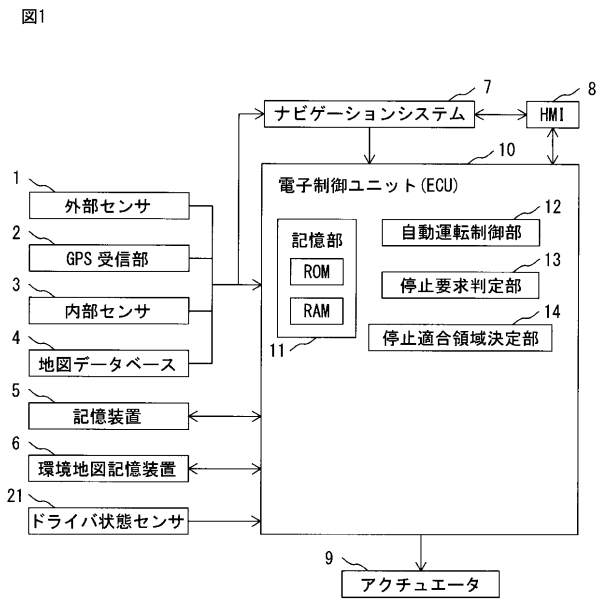 図1
7
ナビゲーションシステム
8
HMI
10
電子制御ユニット(ECU)
1
外部センサ
2
GPS受信部
3
内部センサ
4
地図データベース
5
記憶装置
6
環境地図記憶装置
21
ドライバ状態センサ
記憶部
ROM
RAM
11
12
自動運転制御部
13
停止要求判定部
14
停止適合領域決定部
9
アクチュエータ